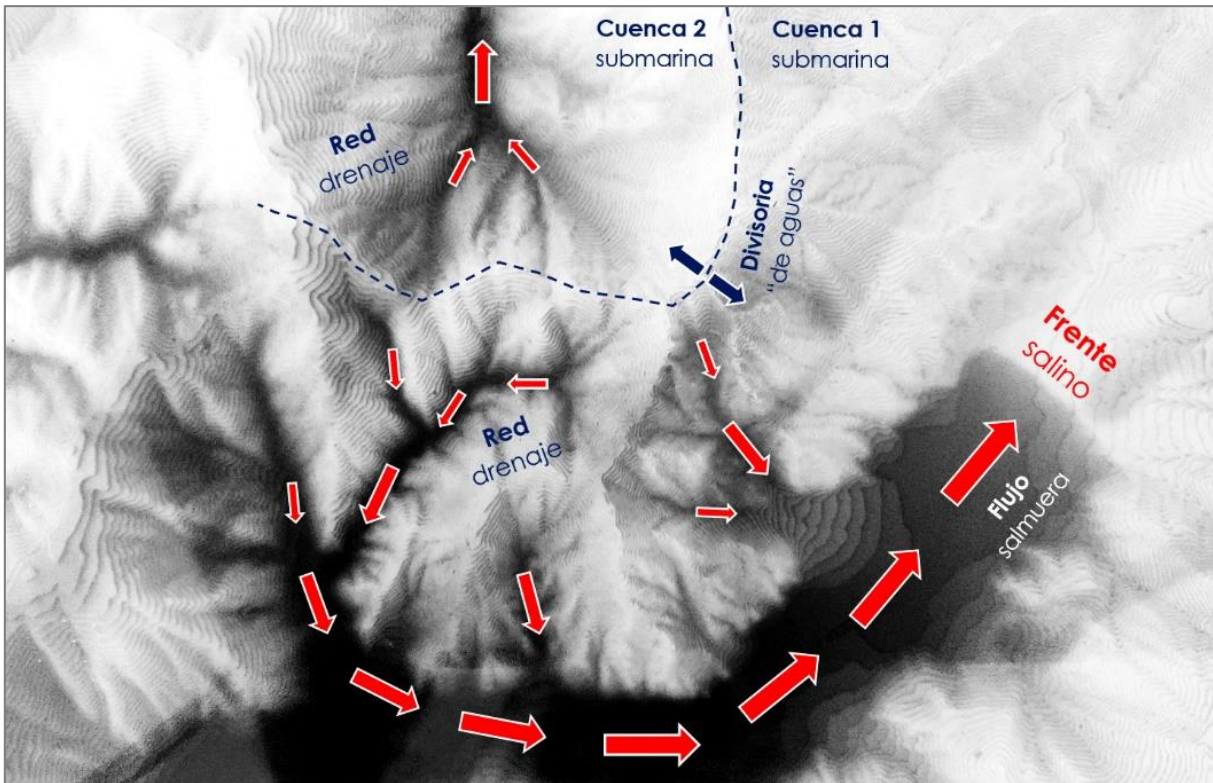 Cuenca 2
submarina
Cuenca 1
submarina
Red
drenaje
Divisoria
“de aguas”
Frente
salino
Red
drenaje
Flujo
salmuera